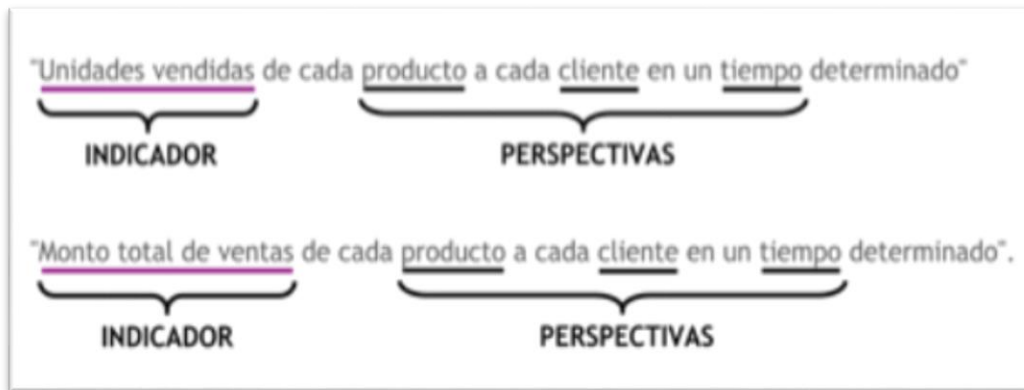 "Unidades vendidas de cada producto a cada cliente en un tiempo determinado"
INDICADOR PERSPECTIVAS
"Monto total de ventas de cada producto a cada cliente en un tiempo determinado".
INDICADOR PERSPECTIVAS